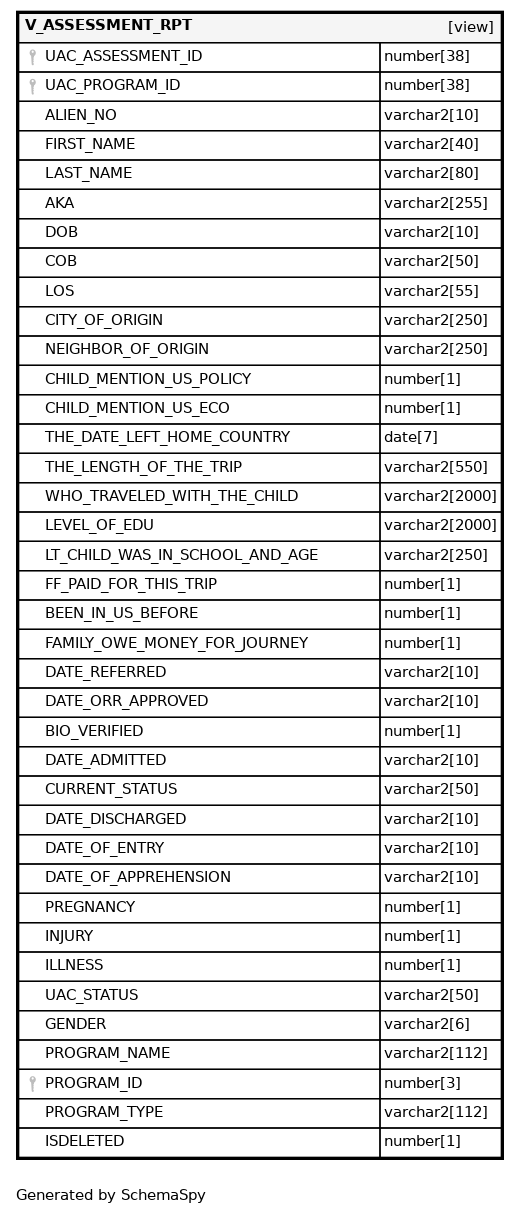 V_ASSESSMENT_RPT [view]
UAC_ASSESSMENT_ID number[38]
UAC_PROGRAM_ID number[38]
ALIEN_NO varchar2[10]
FIRST_NAME varchar2[40]
LAST_NAME varchar2[80]
AKA varchar2[255]
DOB varchar2[10]
COB varchar2[50]
LOS varchar2[55]
CITY_OF_ORIGIN varchar2[250]
NEIGHBOR_OF_ORIGIN varchar2[250]
CHILD_MENTION_US_POLICY number[1]
CHILD_MENTION_US_ECO number[1]
THE_DATE_LEFT_HOME_COUNTRY date[7]
THE_LENGTH_OF_THE_TRIP varchar2[550]
WHO_TRAVELED_WITH_THE_CHILD varchar2[2000]
LEVEL_OF_EDU varchar2[2000]
LT_CHILD_WAS_IN_SCHOOL_AND_AGE varchar2[250]
FF_PAID_FOR_THIS_TRIP number[1]
BEEN_IN_US_BEFORE number[1]
FAMILY_OWE_MONEY_FOR_JOURNEY number[1]
DATE_REFERRED varchar2[10]
DATE_ORR_APPROVED varchar2[10]
BIO_VERIFIED number[1]
DATE_ADMITTED varchar2[10]
CURRENT_STATUS varchar2[50]
DATE_DISCHARGED varchar2[10]
DATE_OF_ENTRY varchar2[10]
DATE_OF_APPREHENSION varchar2[10]
PREGNANCY number[1]
INJURY number[1]
ILLNESS number[1]
UAC_STATUS varchar2[50]
GENDER varchar2[6]
PROGRAM_NAME varchar2[112]
PROGRAM_ID number[3]
PROGRAM_TYPE varchar2[112]
ISDELETED number[1]
Generated by SchemaSpy